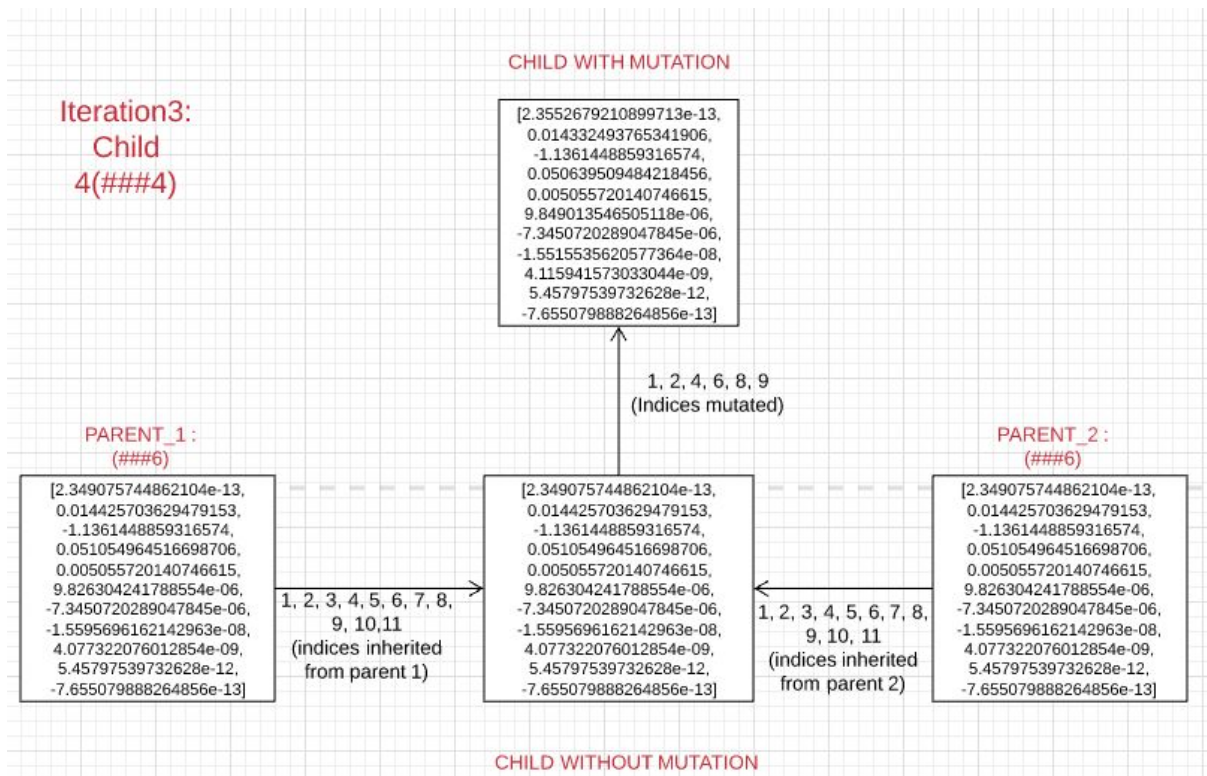 CHILD WITH MUTATION
Iteration3:
Child
4(###4)
[2.3552679210899713e-13,
0.014332493765341906,
-1.1361448859316574,
0.050639509484218456,
0.005055720140746615,
9.849013546505118e-06,
-7.3450720289047845e-06,
-1.5515535620577364e-08,
4.115941573033044e-09,
5.45797539732628e-12,
-7.655079888264856e-13]
1, 2, 4, 6, 8, 9
(Indices mutated)
PARENT_1 :
(###6)
[2.349075744862104e-13,
0.014425703629479153,
-1.1361448859316574,
0.051054964516698706,
0.005055720140746615,
9.826304241788554e-06,
-7.3450720289047845e-06,
-1.5595696162142963e-08,
4.077322076012854e-09,
5.45797539732628e-12,
-7.655079888264856e-13]
1, 2, 3, 4, 5, 6, 7, 8,
9, 10,11
(indices inherited
from parent 1)
[2.349075744862104e-13,
0.014425703629479153,
-1.1361448859316574,
0.051054964516698706,
0.005055720140746615,
9.826304241788554e-06,
-7.3450720289047845e-06,
-1.5595696162142963e-08,
4.077322076012854e-09,
5.45797539732628e-12,
-7.655079888264856e-13]
1, 2, 3, 4, 5, 6, 7, 8,
9, 10, 11
(indices inherited
from parent 2)
PARENT_2 :
(###6)
[2.349075744862104e-13,
0.014425703629479153,
-1.1361448859316574,
0.051054964516698706,
0.005055720140746615,
9.826304241788554e-06,
-7.3450720289047845e-06,
-1.5595696162142963e-08,
4.077322076012854e-09,
5.45797539732628e-12,
-7.655079888264856e-13]
CHILD WITHOUT MUTATION